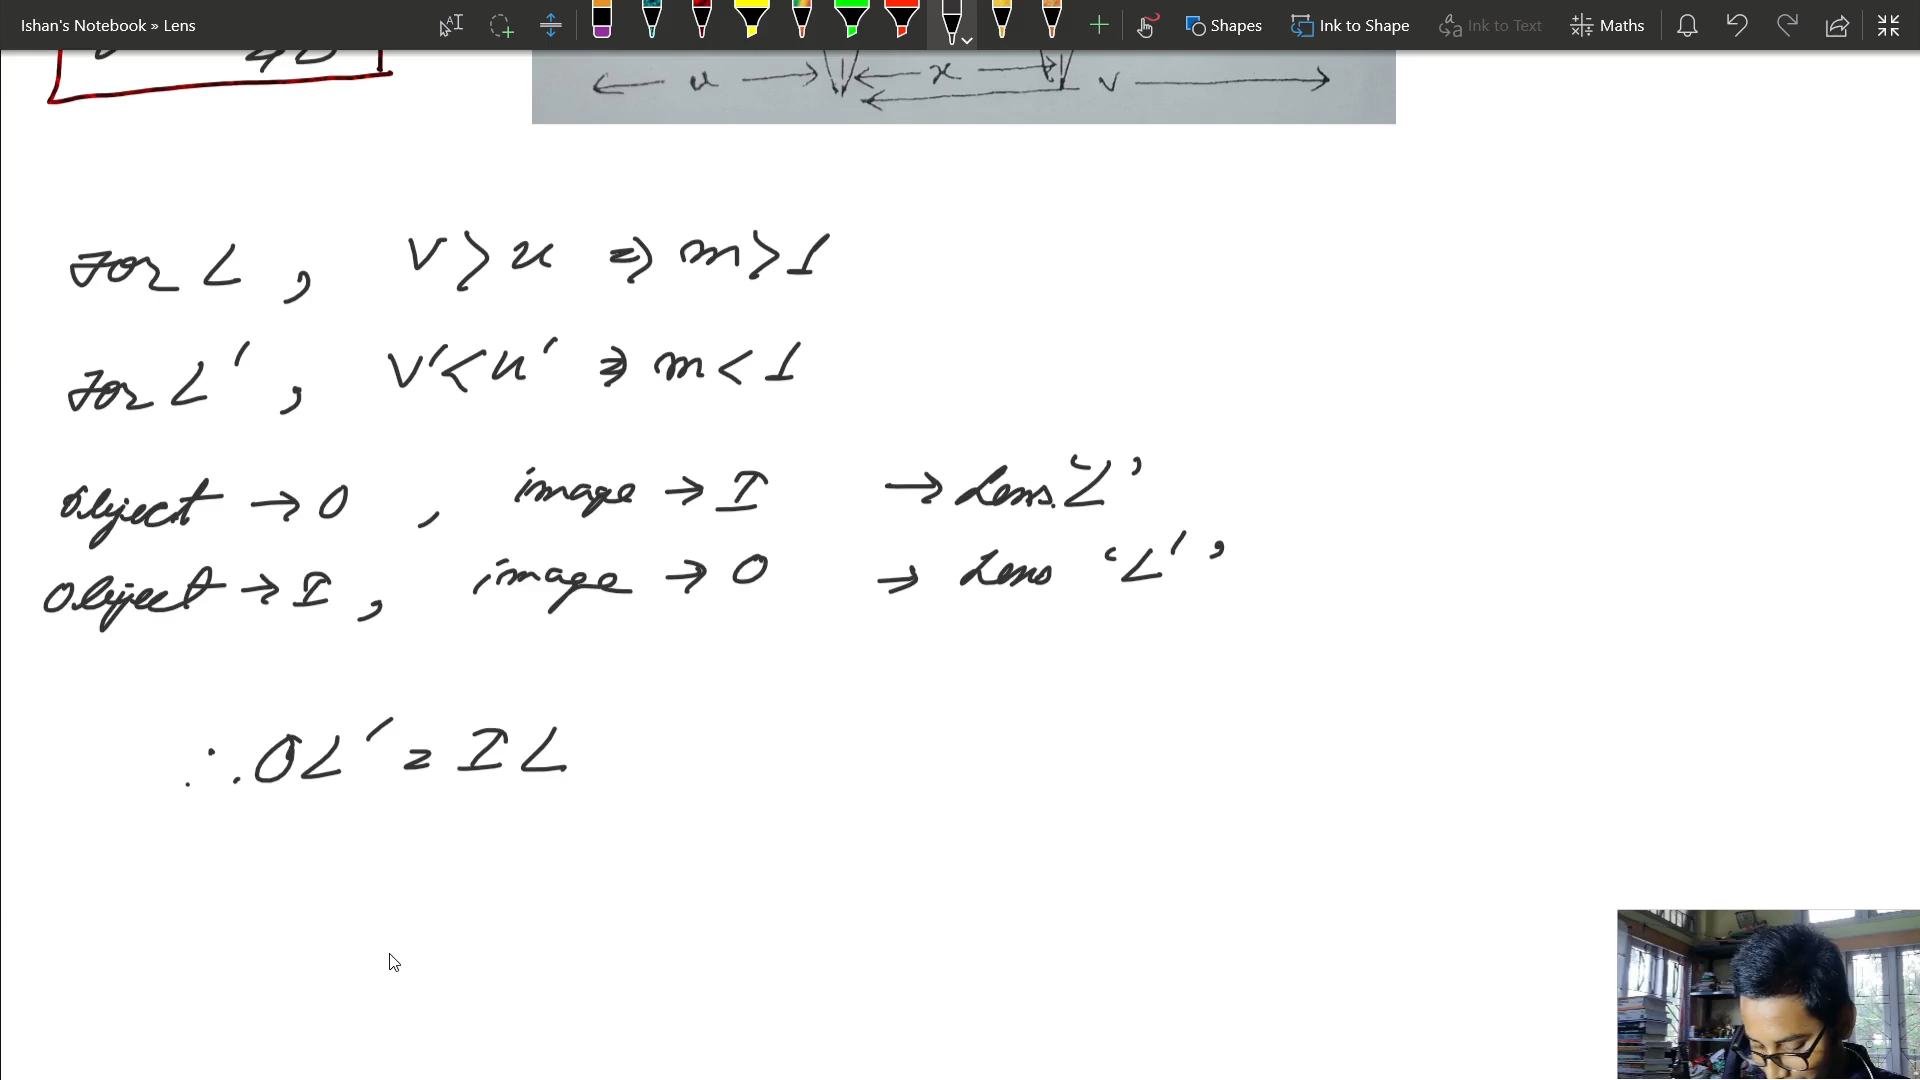 Ishan's Notebook » Lens
Shapes Ink to Shape Ink to Text Maths
4D
u x v
For L , v > u ⇒ m > 1
For L' , v' < u' ⇒ m < 1
Object → O , image → I → Lens 'L'
Object → I , image → O → Lens 'L''
∴ OL' = IL